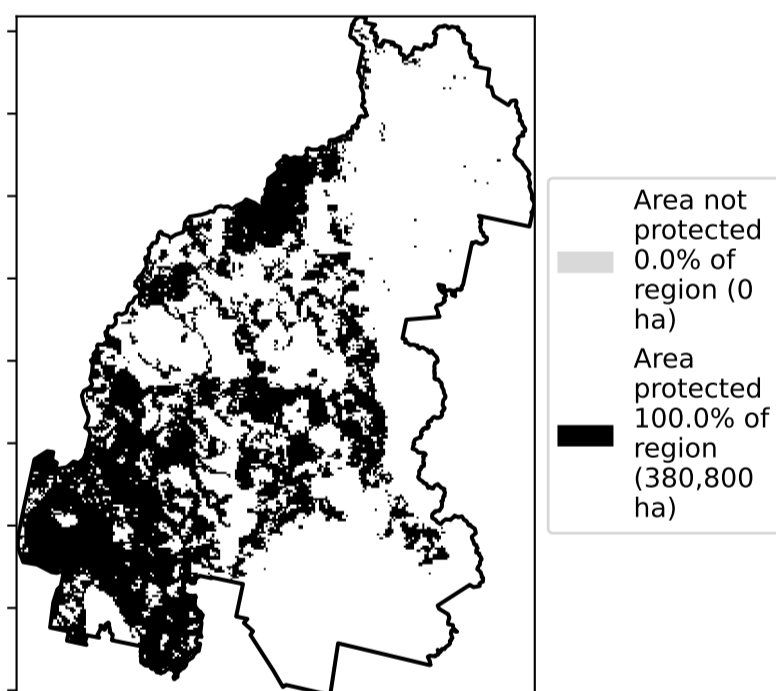 Area not
protected
0.0% of
region (0
ha)
Area
protected
100.0% of
region
(380,800
ha)